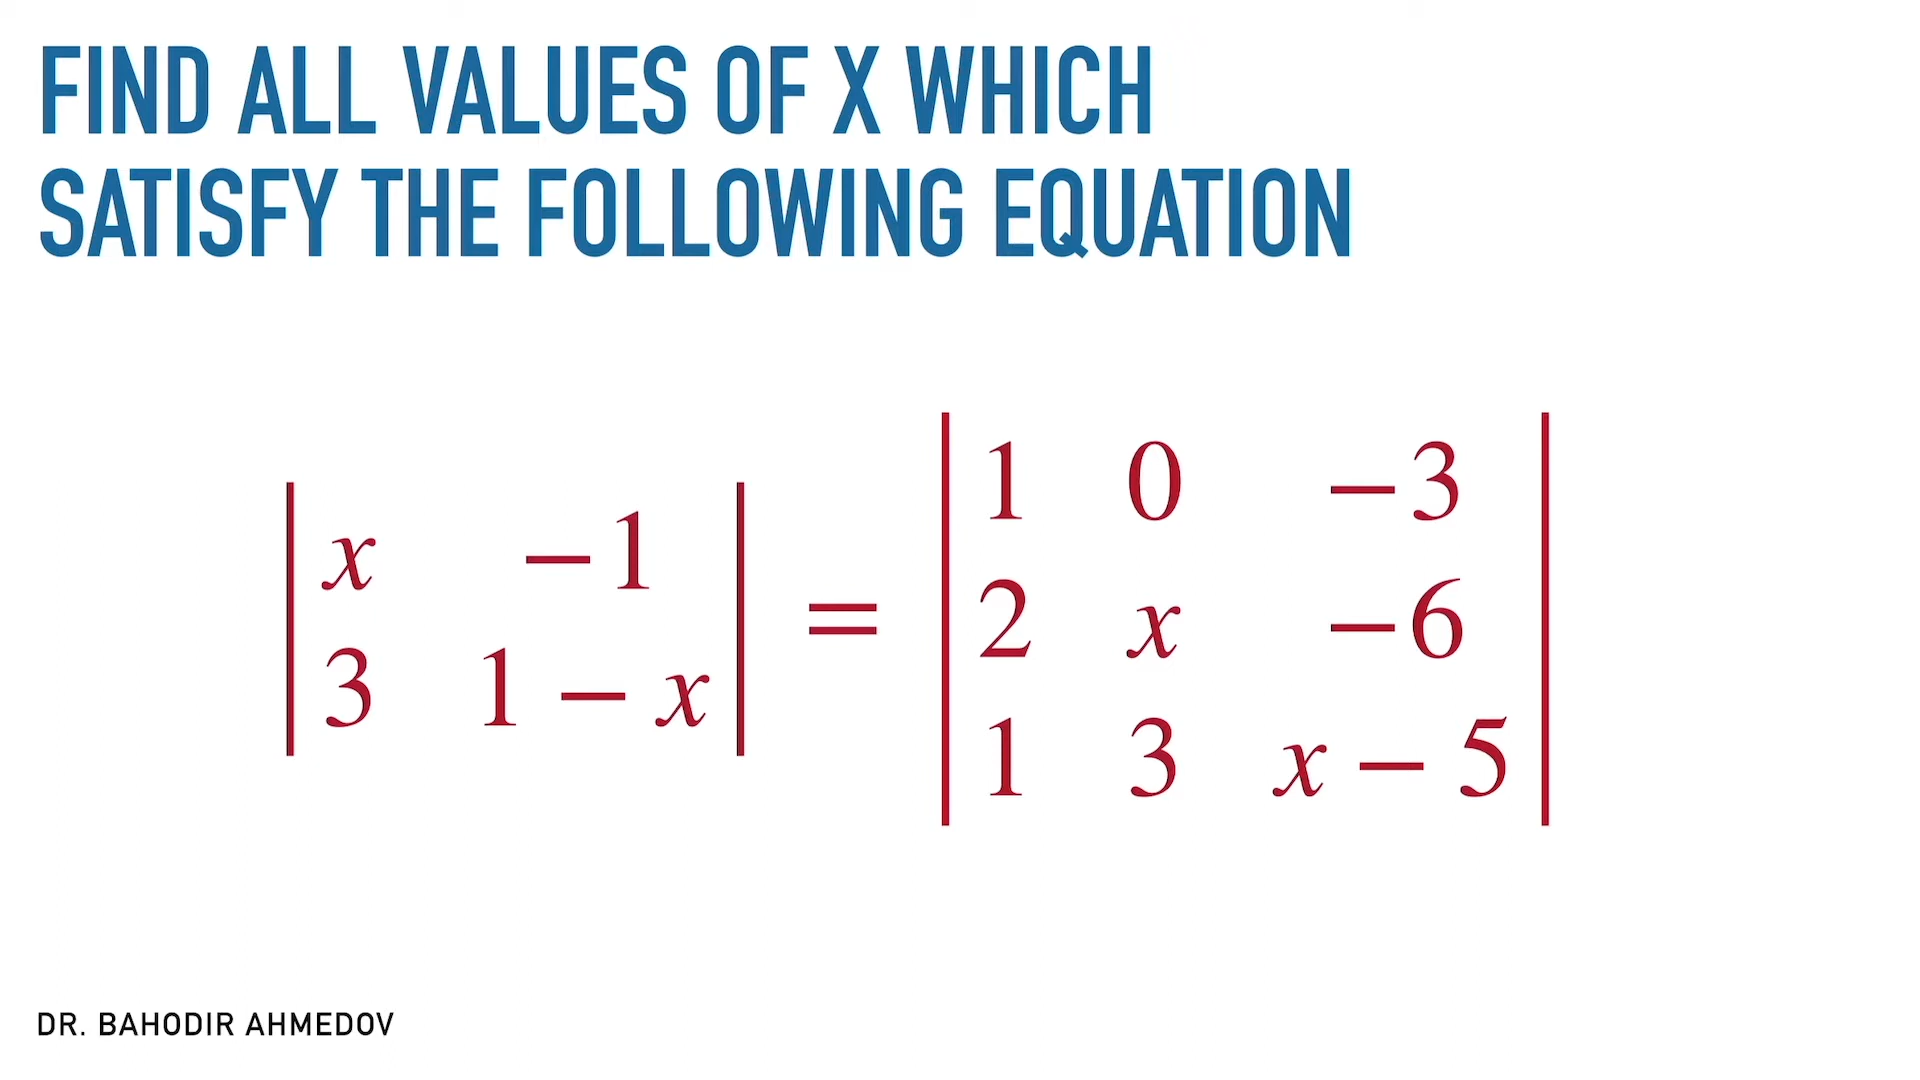 FIND ALL VALUES OF X WHICH
SATISFY THE FOLLOWING EQUATION
| x −1 | = | 1 0 −3 |
| 3 1 − x | | 2 x −6 |
| 1 3 x − 5 |
DR. BAHODIR AHMEDOV